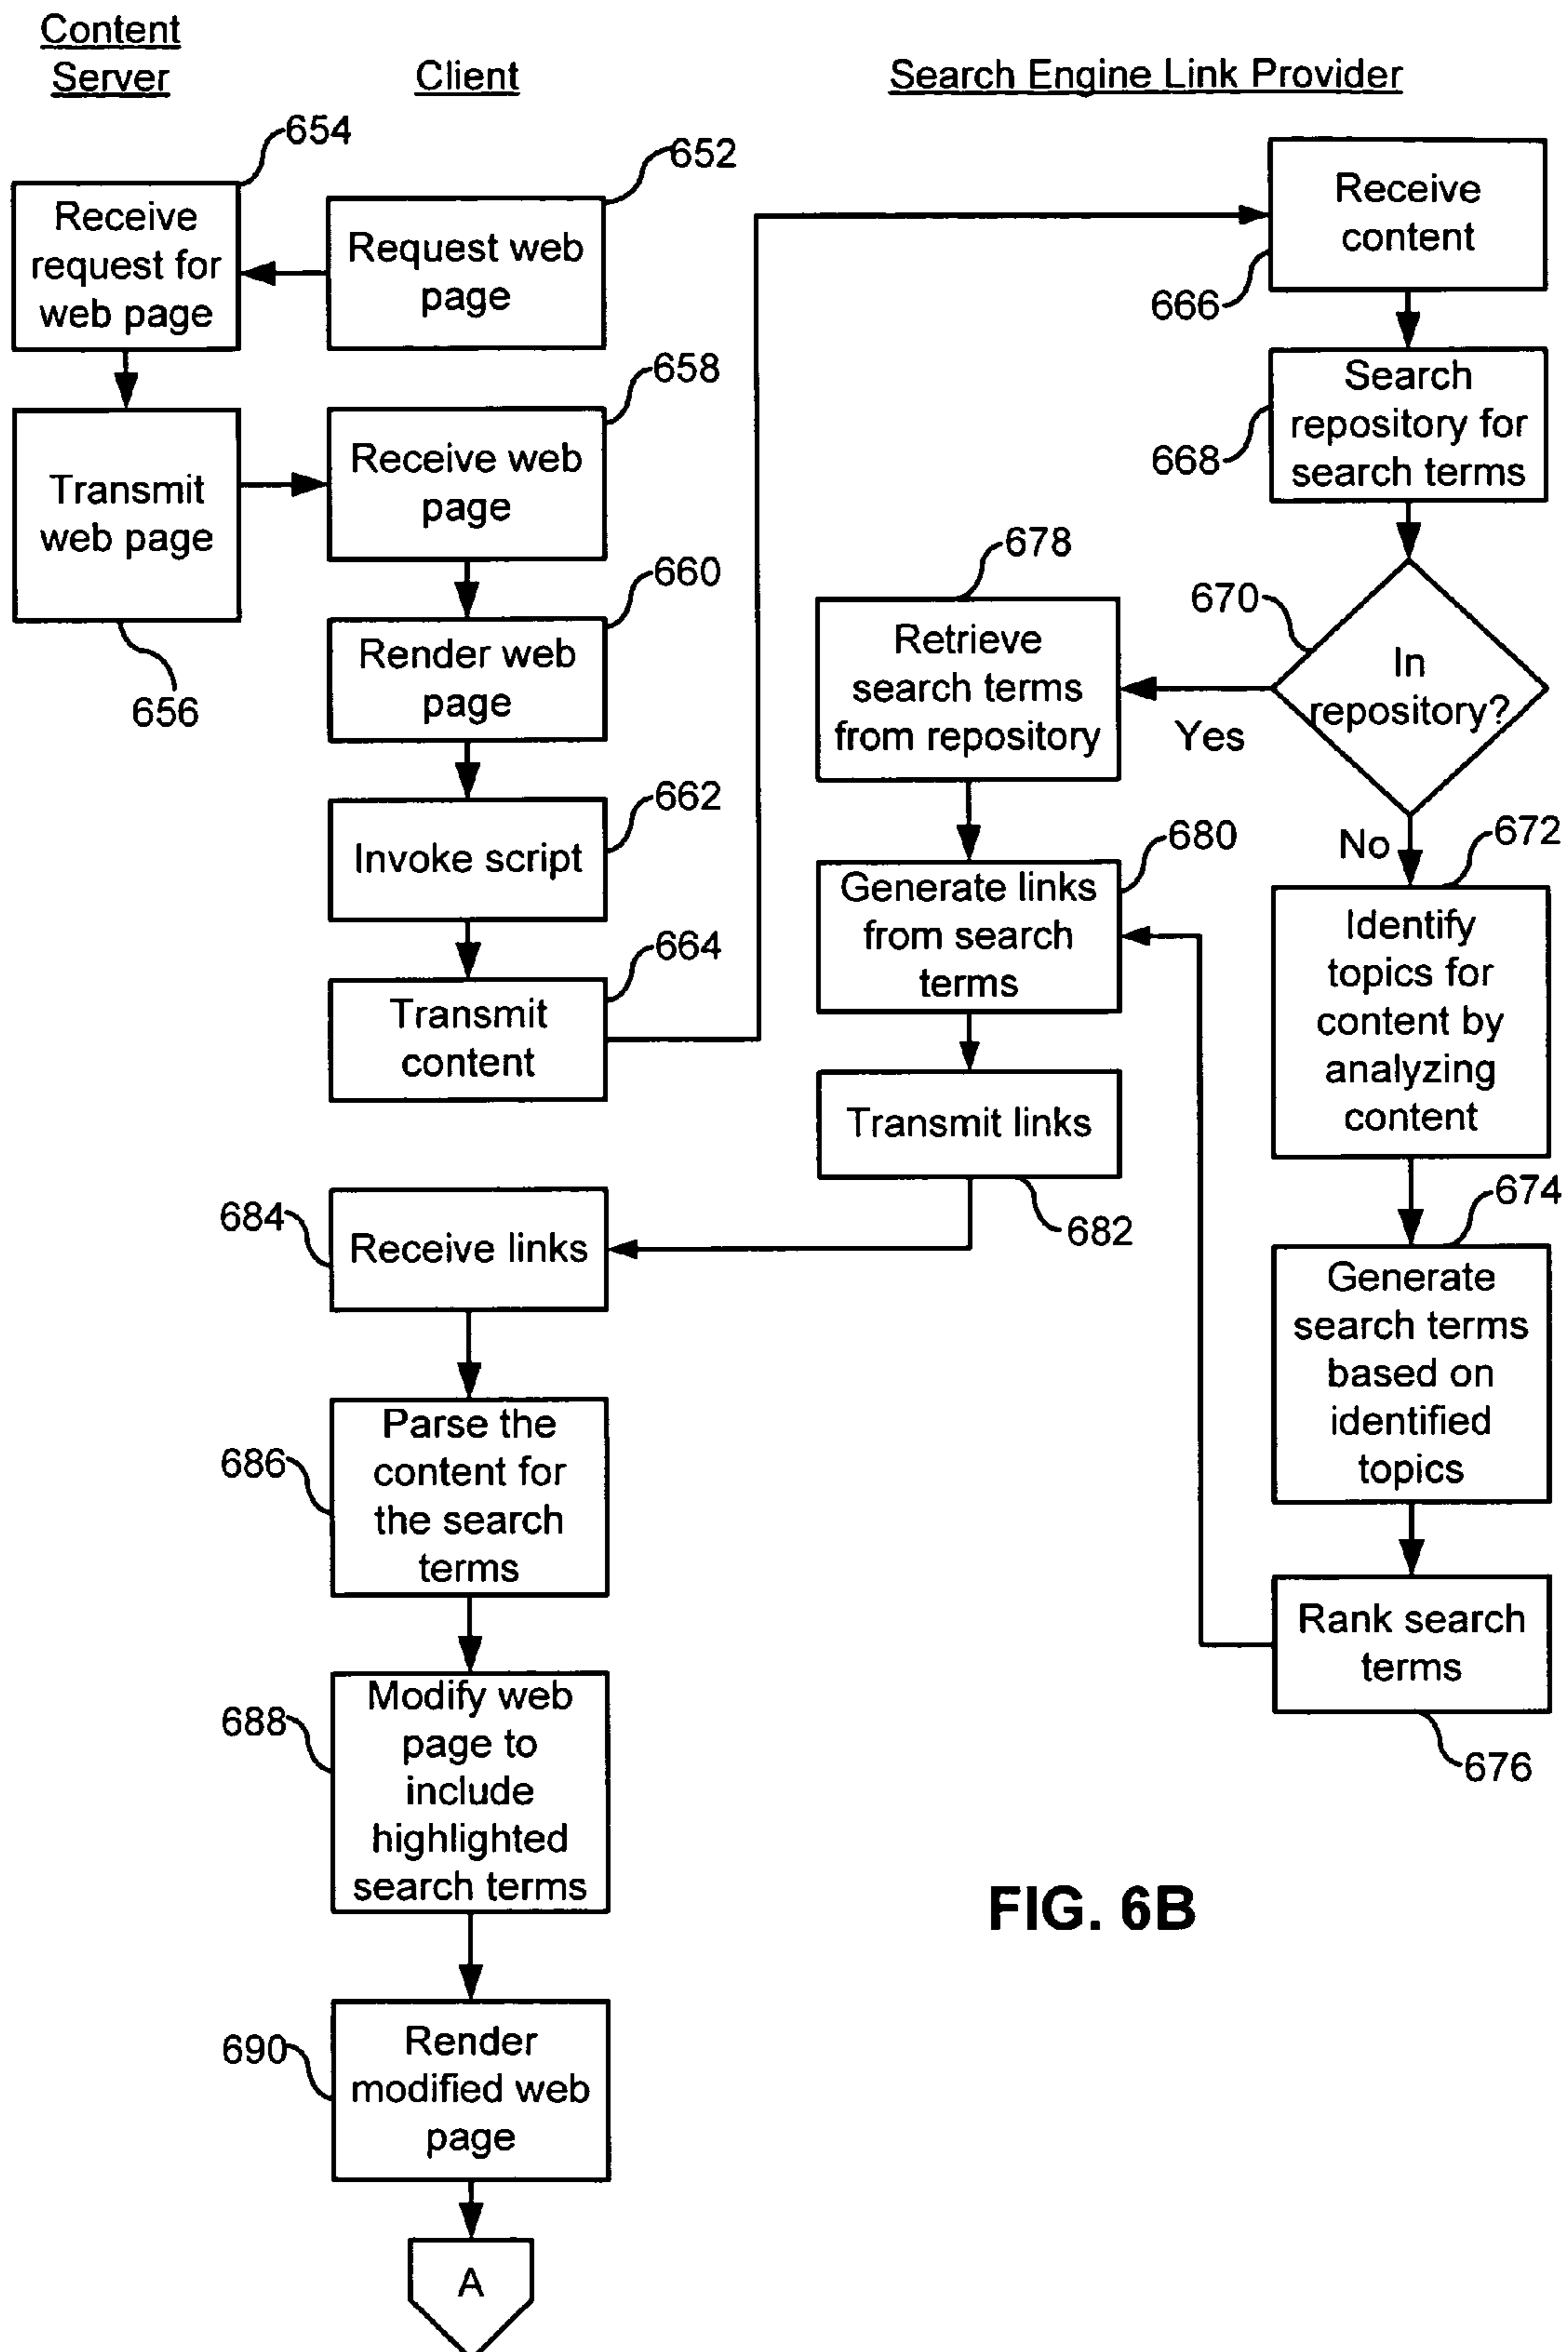 Content
Server
Client
Search Engine Link Provider
654
Receive
request for
web page
652
Request web
page
Transmit
web page
656
658
Receive web
page
660
Render web
page
662
Invoke script
664
Transmit
content
Receive
content
666
Search
repository for
search terms
668
670
In
repository?
Yes
No
678
Retrieve
search terms
from repository
680
Generate links
from search
terms
Transmit links
682
672
Identify
topics for
content by
analyzing
content
674
Generate
search terms
based on
identified
topics
Rank search
terms
676
684
Receive links
686
Parse the
content for
the search
terms
688
Modify web
page to
include
highlighted
search terms
690
Render
modified web
page
A
FIG. 6B